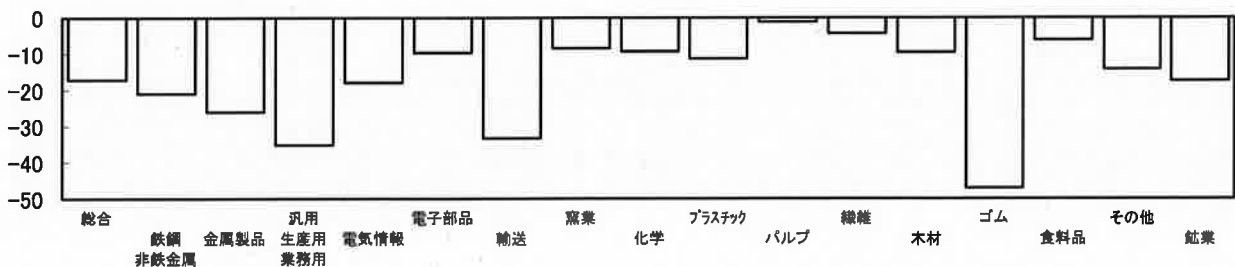 0
-10
-20
-30
-40
-50
総合
鉄鋼
非鉄金属
金属製品
汎用
生産用
業務用
電気情報
電子部品
輸送
窯業
化学
プラスチック
パルプ
繊維
木材
ゴム
食料品
その他
鉱業